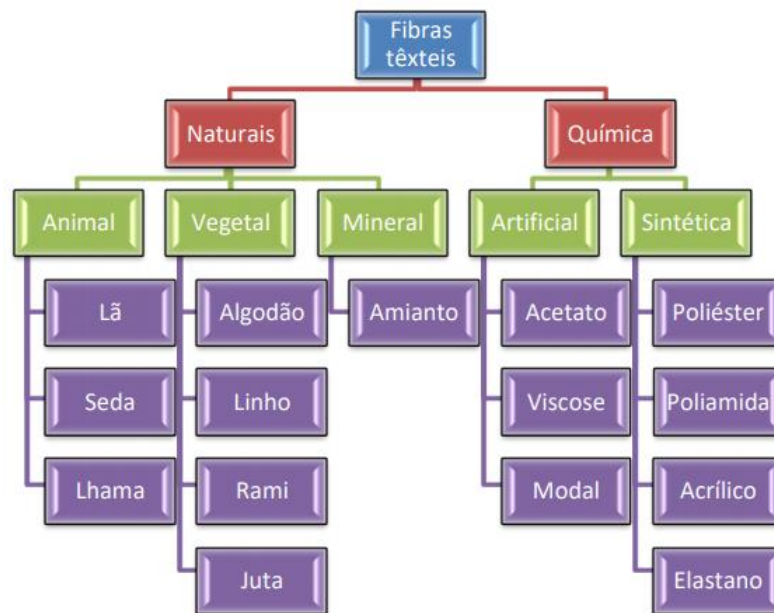 Fibras
têxteis
Naturais
Química
Animal
Vegetal
Mineral
Artificial
Sintética
Lã
Algodão
Amianto
Acetato
Poliéster
Seda
Linho
Viscose
Poliamida
Lhama
Rami
Modal
Acrílico
Juta
Elastano